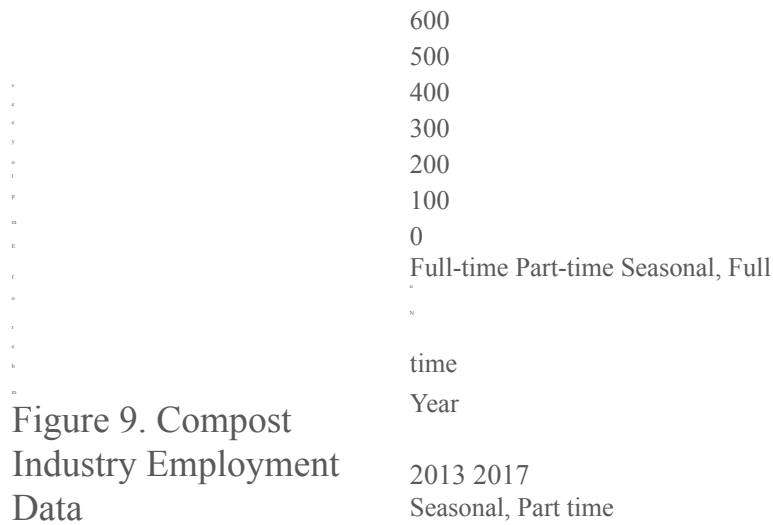 s
e
e
y
o
l
p
m
E
f
o
r
e
b
m
Figure 9. Compost
Industry Employment
Data
600
500
400
300
200
100
0
Full-time Part-time Seasonal, Full
u
N
time
Year
2013 2017
Seasonal, Part time